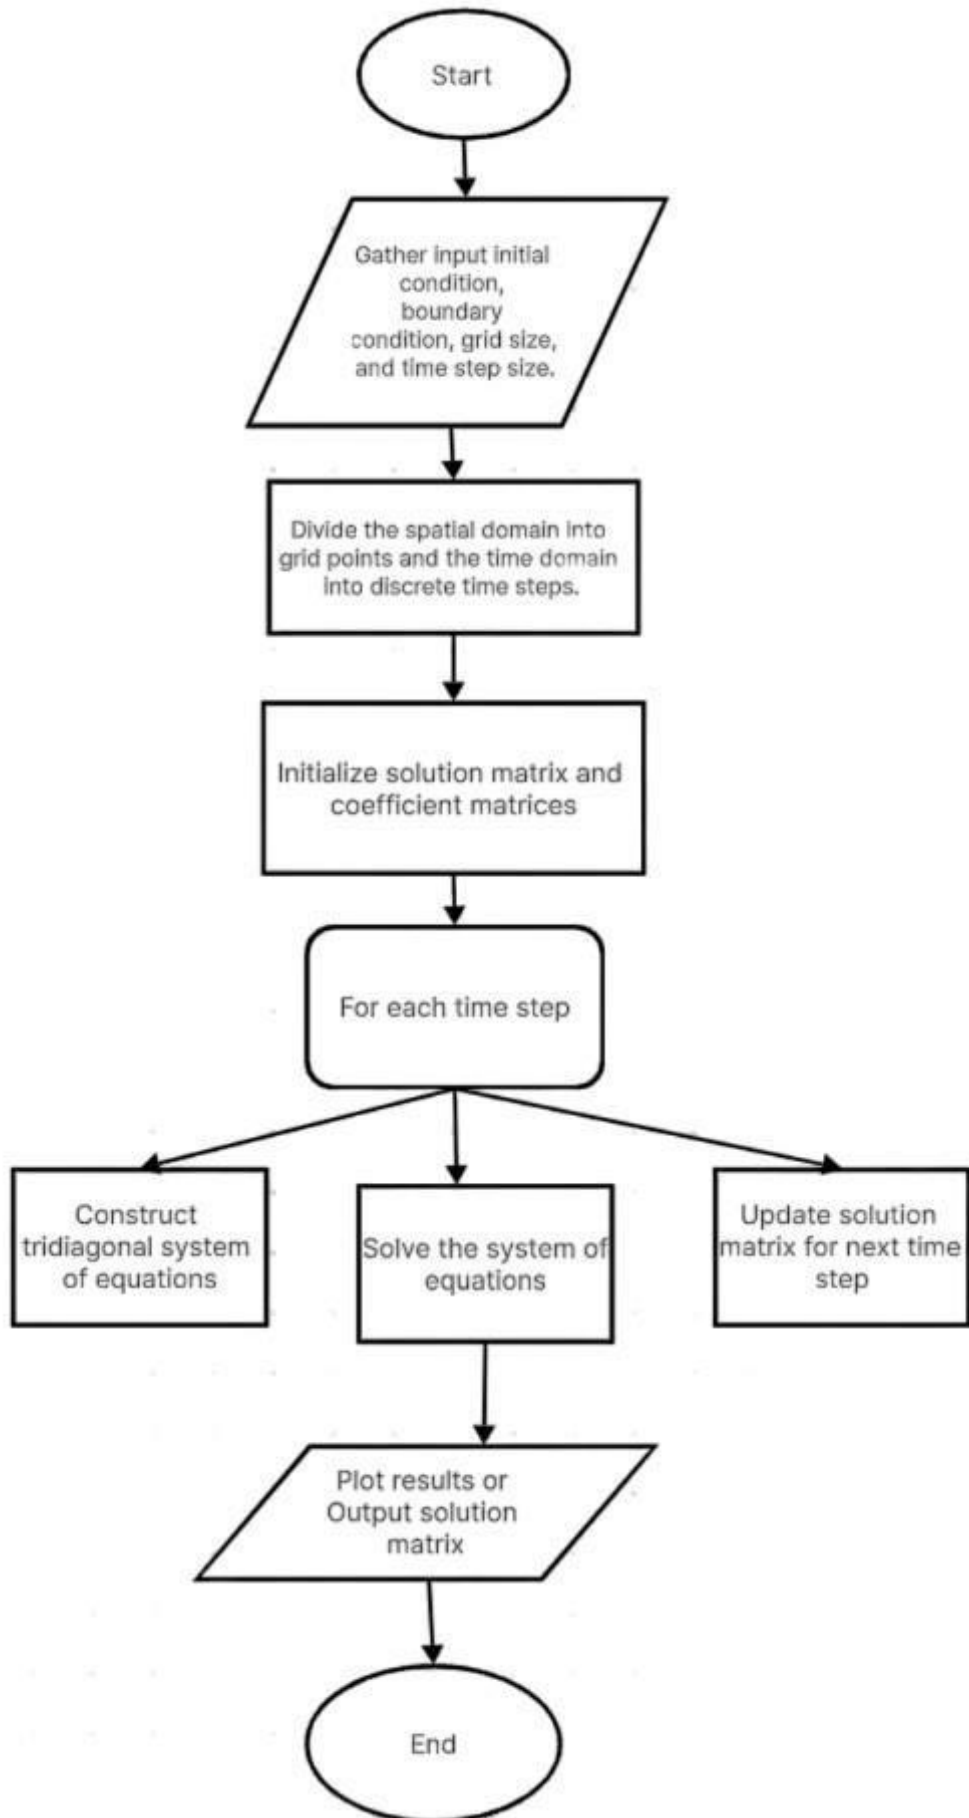 Start
Gather input initial
condition,
boundary
condition, grid size,
and time step size.
Divide the spatial domain into
grid points and the time domain
into discrete time steps.
Initialize solution matrix and
coefficient matrices
For each time step
Construct
tridiagonal system
of equations
Solve the system of
equations
Update solution
matrix for next time
step
Plot results or
Output solution
matrix
End